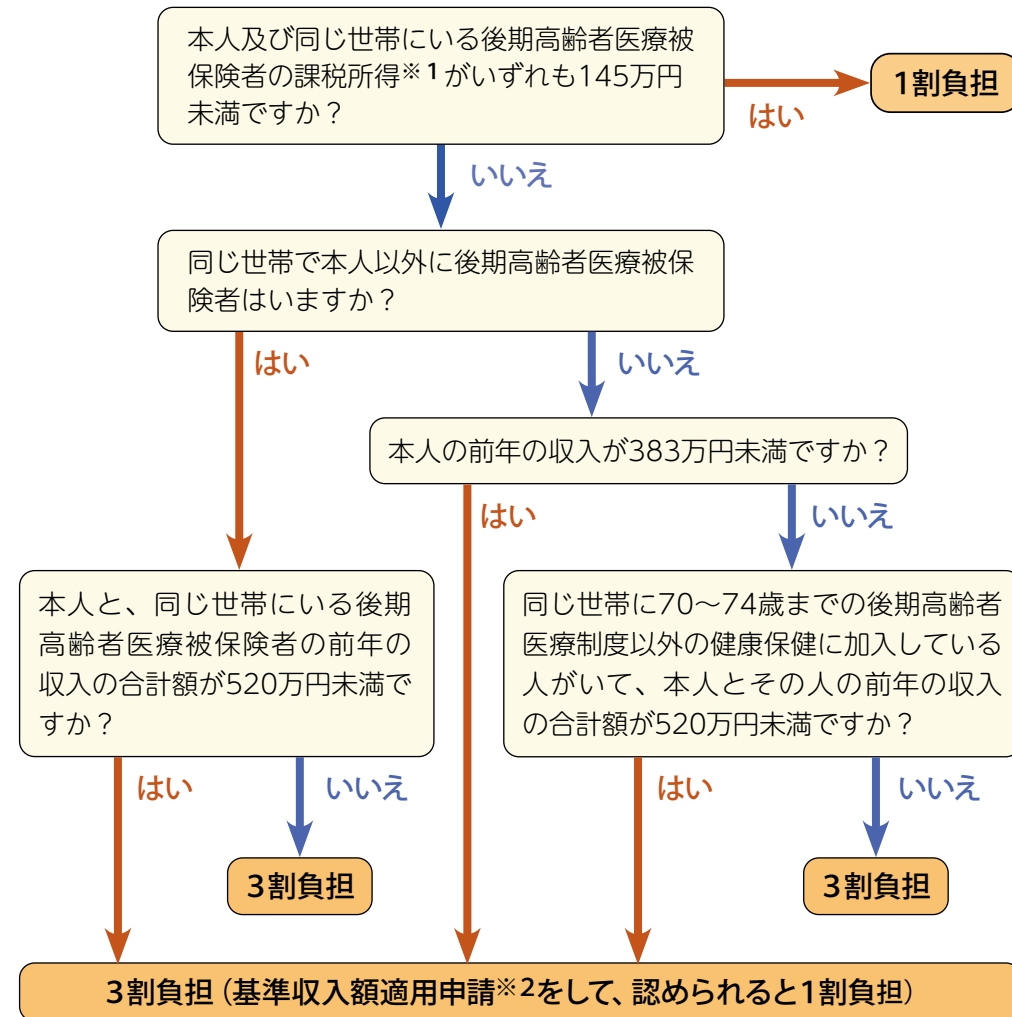 本人及び同じ世帯にいる後期高齢者医療被
保険者の課税所得※1がいずれも145万円
未満ですか？
1割負担
はい
いいえ
同じ世帯で本人以外に後期高齢者医療被保
険者はいますか？
はい
いいえ
本人の前年の収入が383万円未満ですか？
はい
いいえ
本人と、同じ世帯にいる後期
高齢者医療被保険者の前年の
収入の合計額が520万円未満で
すか？
同じ世帯に70～74歳までの後期高齢者
医療制度以外の健康保健に加入している
人がいて、本人とその人の前年の収入
の合計額が520万円未満ですか？
はい
いいえ
はい
いいえ
3割負担
3割負担
3割負担（基準収入額適用申請※2をして、認められると1割負担）